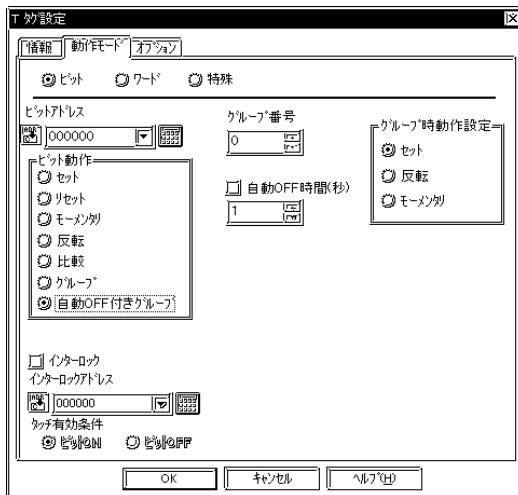 T タグ設定
情報
動作モード
オプション
ビット
ワード
特殊
ビットアドレス
000000
ビット動作
セット
リセット
モーメンタリ
反転
比較
グループ
自動OFF付きグループ
グループ番号
0
自動OFF時間(秒)
1
グループ時動作設定
セット
反転
モーメンタリ
インターロック
インターロックアドレス
000000
タッチ有効条件
ビットON
ビットOFF
OK
キャンセル
ヘルプ(H)